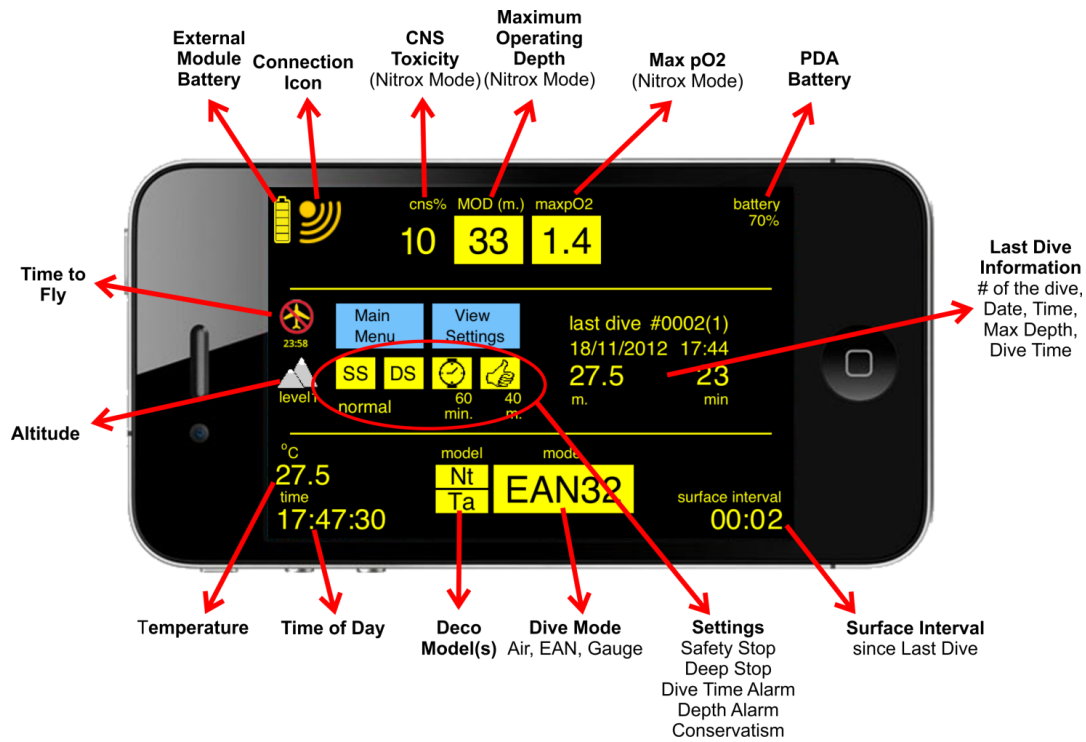 External
Module
Battery
Connection
Icon
CNS
Toxicity
(Nitrox Mode)
Maximum
Operating
Depth
(Nitrox Mode)
Max pO2
(Nitrox Mode)
PDA
Battery
cns%
10
MOD (m.)
33
maxpO2
1.4
battery
70%
Time to
Fly
23:58
Main
Menu
View
Settings
last dive #0002(1)
18/11/2012 17:44
27.5 23
m. min
Last Dive
Information
# of the dive,
Date, Time,
Max Depth,
Dive Time
Altitude
level1
SS DS
normal
60
min.
40
m.
°C
27.5
time
17:47:30
model
Nt
Ta
mode
EAN32
surface interval
00:02
Temperature
Time of Day
Deco
Model(s)
Dive Mode
Air, EAN, Gauge
Settings
Safety Stop
Deep Stop
Dive Time Alarm
Depth Alarm
Conservatism
Surface Interval
since Last Dive